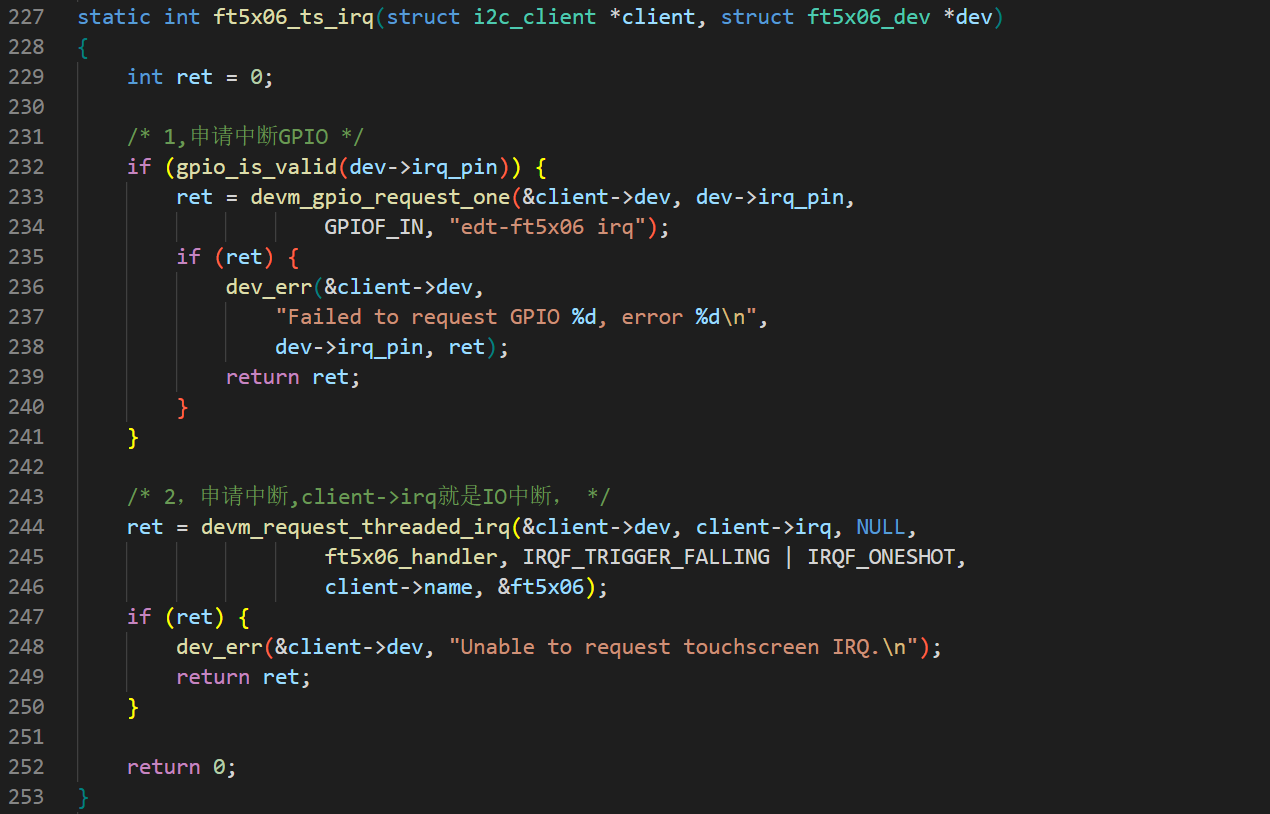 227 static int ft5x06_ts_irq(struct i2c_client *client, struct ft5x06_dev *dev)
228 {
229     int ret = 0;
230
231     /* 1,申请中断GPIO */
232     if (gpio_is_valid(dev->irq_pin)) {
233         ret = devm_gpio_request_one(&client->dev, dev->irq_pin,
234                     GPIOF_IN, "edt-ft5x06 irq");
235         if (ret) {
236             dev_err(&client->dev,
237                 "Failed to request GPIO %d, error %d\n",
238                 dev->irq_pin, ret);
239             return ret;
240         }
241     }
242
243     /* 2，申请中断,client->irq就是IO中断， */
244     ret = devm_request_threaded_irq(&client->dev, client->irq, NULL,
245                     ft5x06_handler, IRQF_TRIGGER_FALLING | IRQF_ONESHOT,
246                     client->name, &ft5x06);
247     if (ret) {
248         dev_err(&client->dev, "Unable to request touchscreen IRQ.\n");
249         return ret;
250     }
251
252     return 0;
253 }